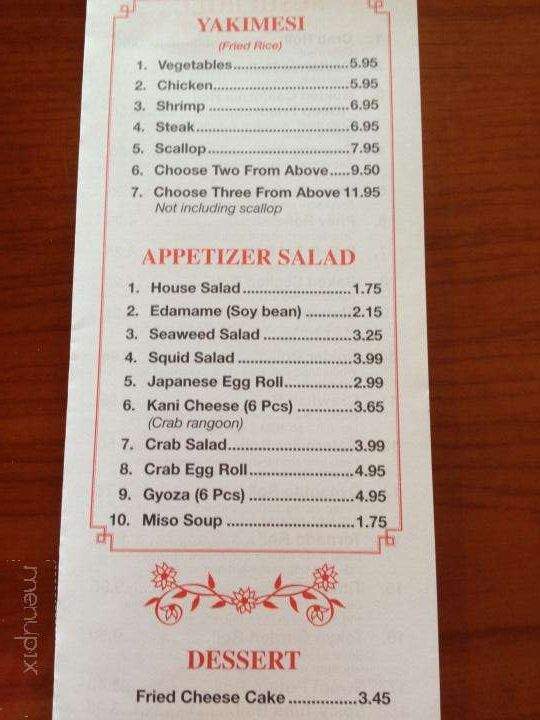 YAKIMESI
(Fried Rice)
1. Vegetables..........................5.95
2. Chicken...............................5.95
3. Shrimp ................................6.95
4. Steak...................................6.95
5. Scallop................................7.95
6. Choose Two From Above.....9.50
7. Choose Three From Above 11.95
Not including scallop
APPETIZER SALAD
1. House Salad........................1.75
2. Edamame (Soy bean) ..........2.15
3. Seaweed Salad ....................3.25
4. Squid Salad .........................3.99
5. Japanese Egg Roll...............2.99
6. Kani Cheese (6 Pcs) ............3.65
(Crab rangoon)
7. Crab Salad...........................3.99
8. Crab Egg Roll.......................4.95
9. Gyoza (6 Pcs) .......................4.95
10. Miso Soup ............................1.75
DESSERT
Fried Cheese Cake ...............3.45
menupix